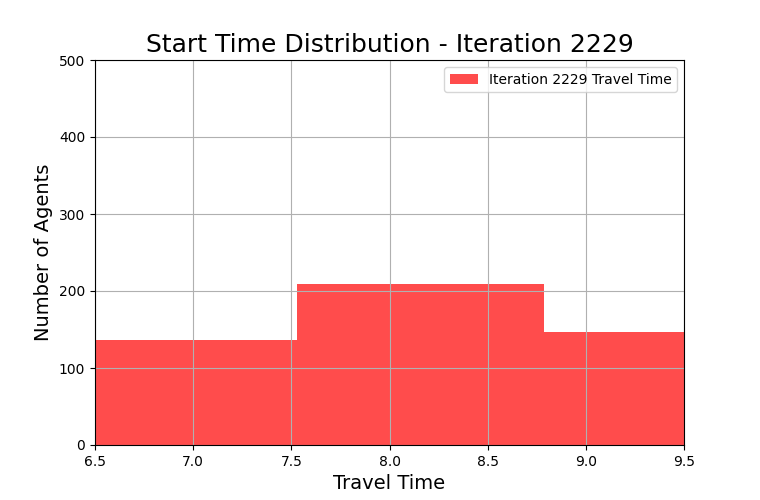 Start Time Distribution - Iteration 2229
Iteration 2229 Travel Time
Number of Agents
500
400
300
200
100
0
6.5 7.0 7.5 8.0 8.5 9.0 9.5
Travel Time